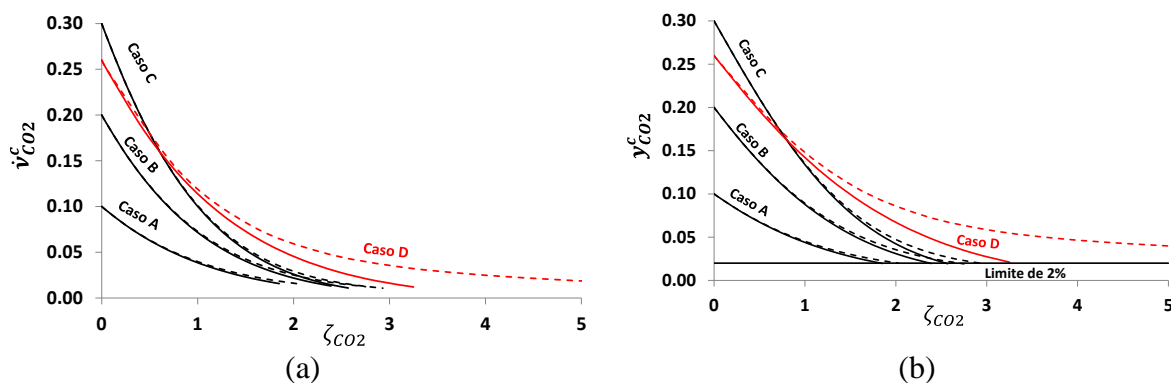 0.30
0.25
0.20
0.15
0.10
0.05
0.00
v̇ᶜCO2
Caso C
Caso B
Caso A
Caso D
0 1 2 3 4 5
ζCO2
(a)
0.30
0.25
0.20
0.15
0.10
0.05
0.00
yᶜCO2
Caso C
Caso B
Caso A
Caso D
Limite de 2%
0 1 2 3 4 5
ζCO2
(b)